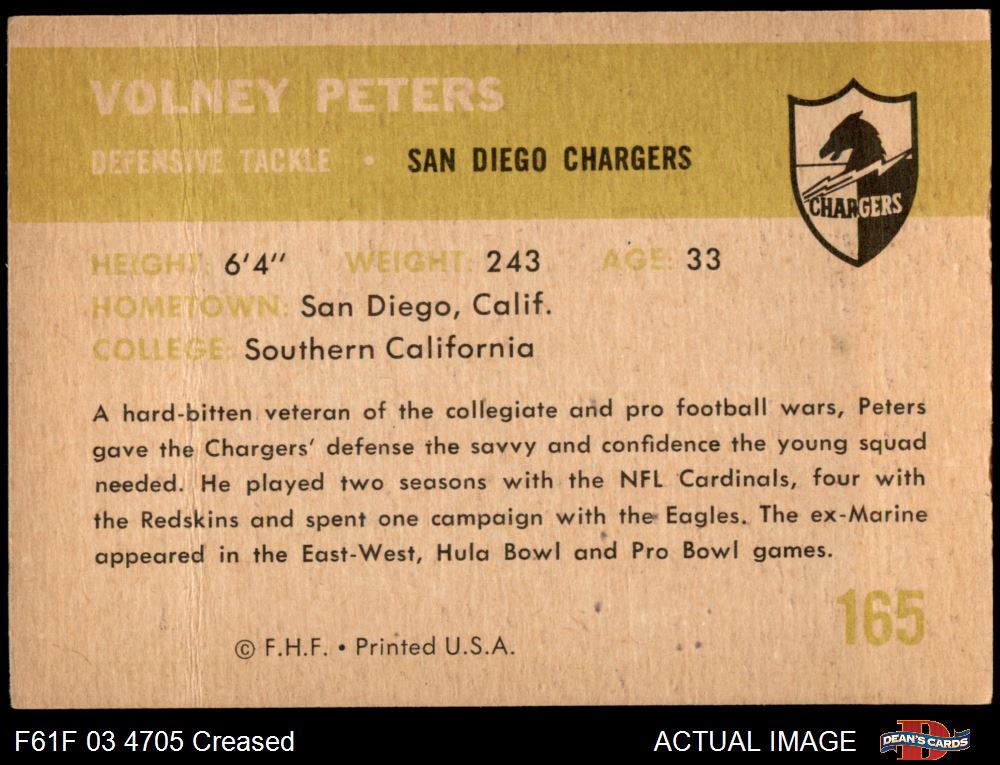 VOLNEY PETERS
DEFENSIVE TACKLE • SAN DIEGO CHARGERS
CHARGERS
HEIGHT: 6'4" WEIGHT: 243 AGE: 33
HOMETOWN: San Diego, Calif.
COLLEGE: Southern California
A hard-bitten veteran of the collegiate and pro football wars, Peters
gave the Chargers' defense the savvy and confidence the young squad
needed. He played two seasons with the NFL Cardinals, four with
the Redskins and spent one campaign with the Eagles. The ex-Marine
appeared in the East-West, Hula Bowl and Pro Bowl games.
165
© F.H.F. • Printed U.S.A.
F61F 03 4705 Creased
ACTUAL IMAGE
D
DEAN'S CARDS